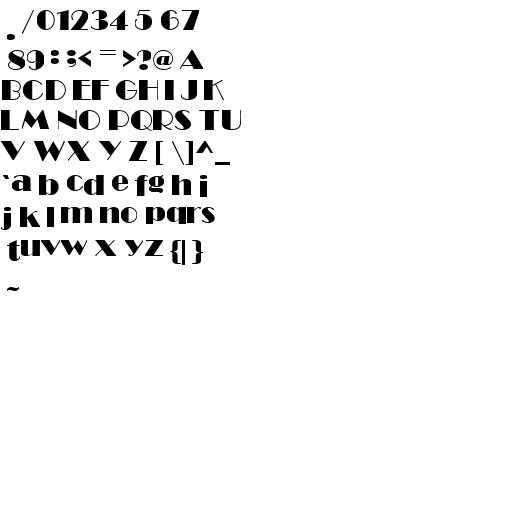 . /01234 5 67
89 : ; < = > ? @ A
BCD EF GH I J K
LM NO PQRS TU
V WX Y Z [ \]^_
`a b cd e fg h i
j k l m no pqrs
tuvw x yz {| }
~